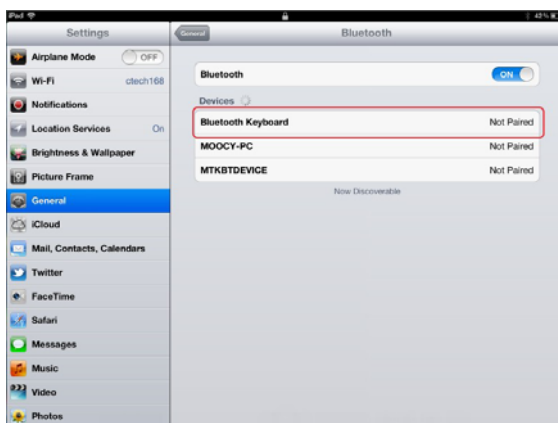 iPad 42%
Settings
Airplane Mode OFF
Wi-Fi ctech168
Notifications
Location Services On
Brightness & Wallpaper
Picture Frame
General
iCloud
Mail, Contacts, Calendars
Twitter
FaceTime
Safari
Messages
Music
Video
Photos
General Bluetooth
Bluetooth ON
Devices
Bluetooth Keyboard Not Paired
MOOCY-PC Not Paired
MTKBTDEVICE Not Paired
Now Discoverable